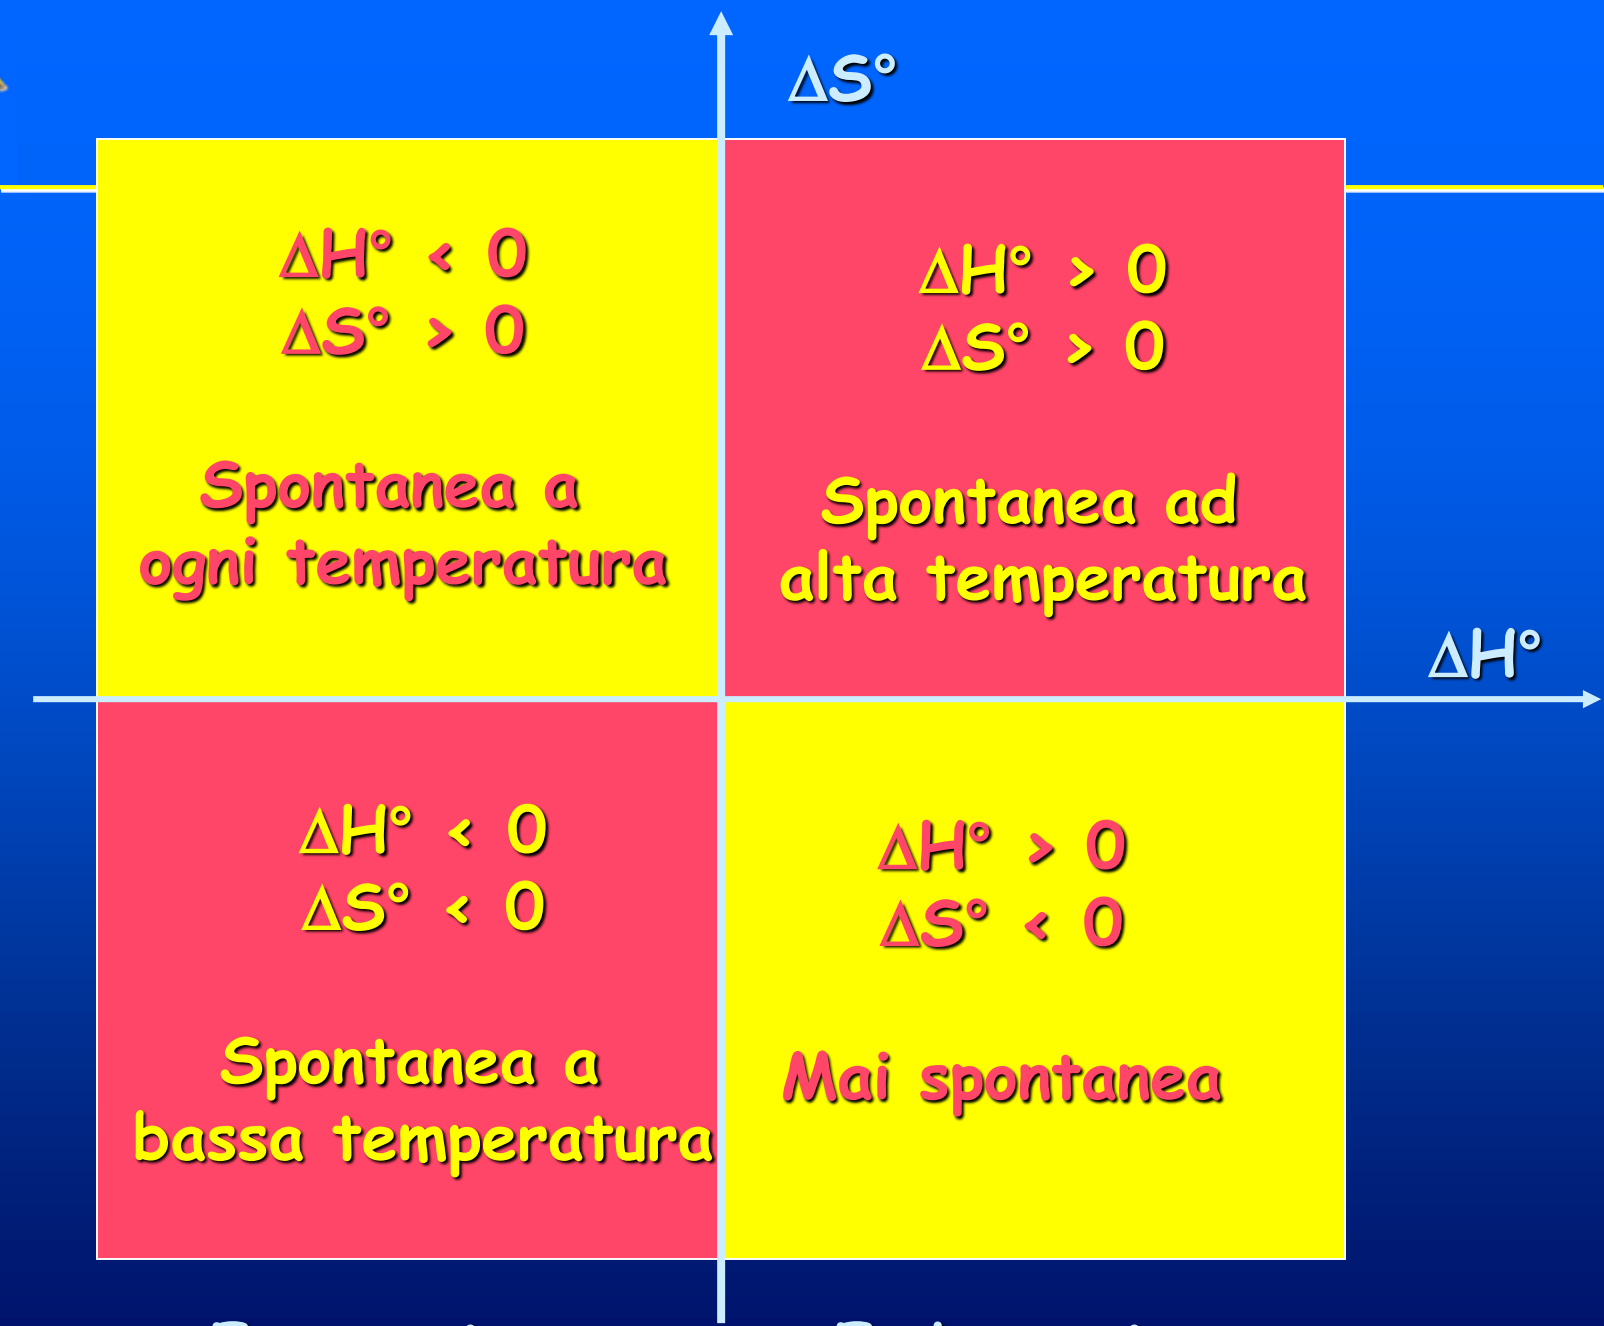 ΔS°
ΔH° < 0
ΔS° > 0
Spontanea a
ogni temperatura
ΔH° > 0
ΔS° > 0
Spontanea ad
alta temperatura
ΔH°
ΔH° < 0
ΔS° < 0
Spontanea a
bassa temperatura
ΔH° > 0
ΔS° < 0
Mai spontanea